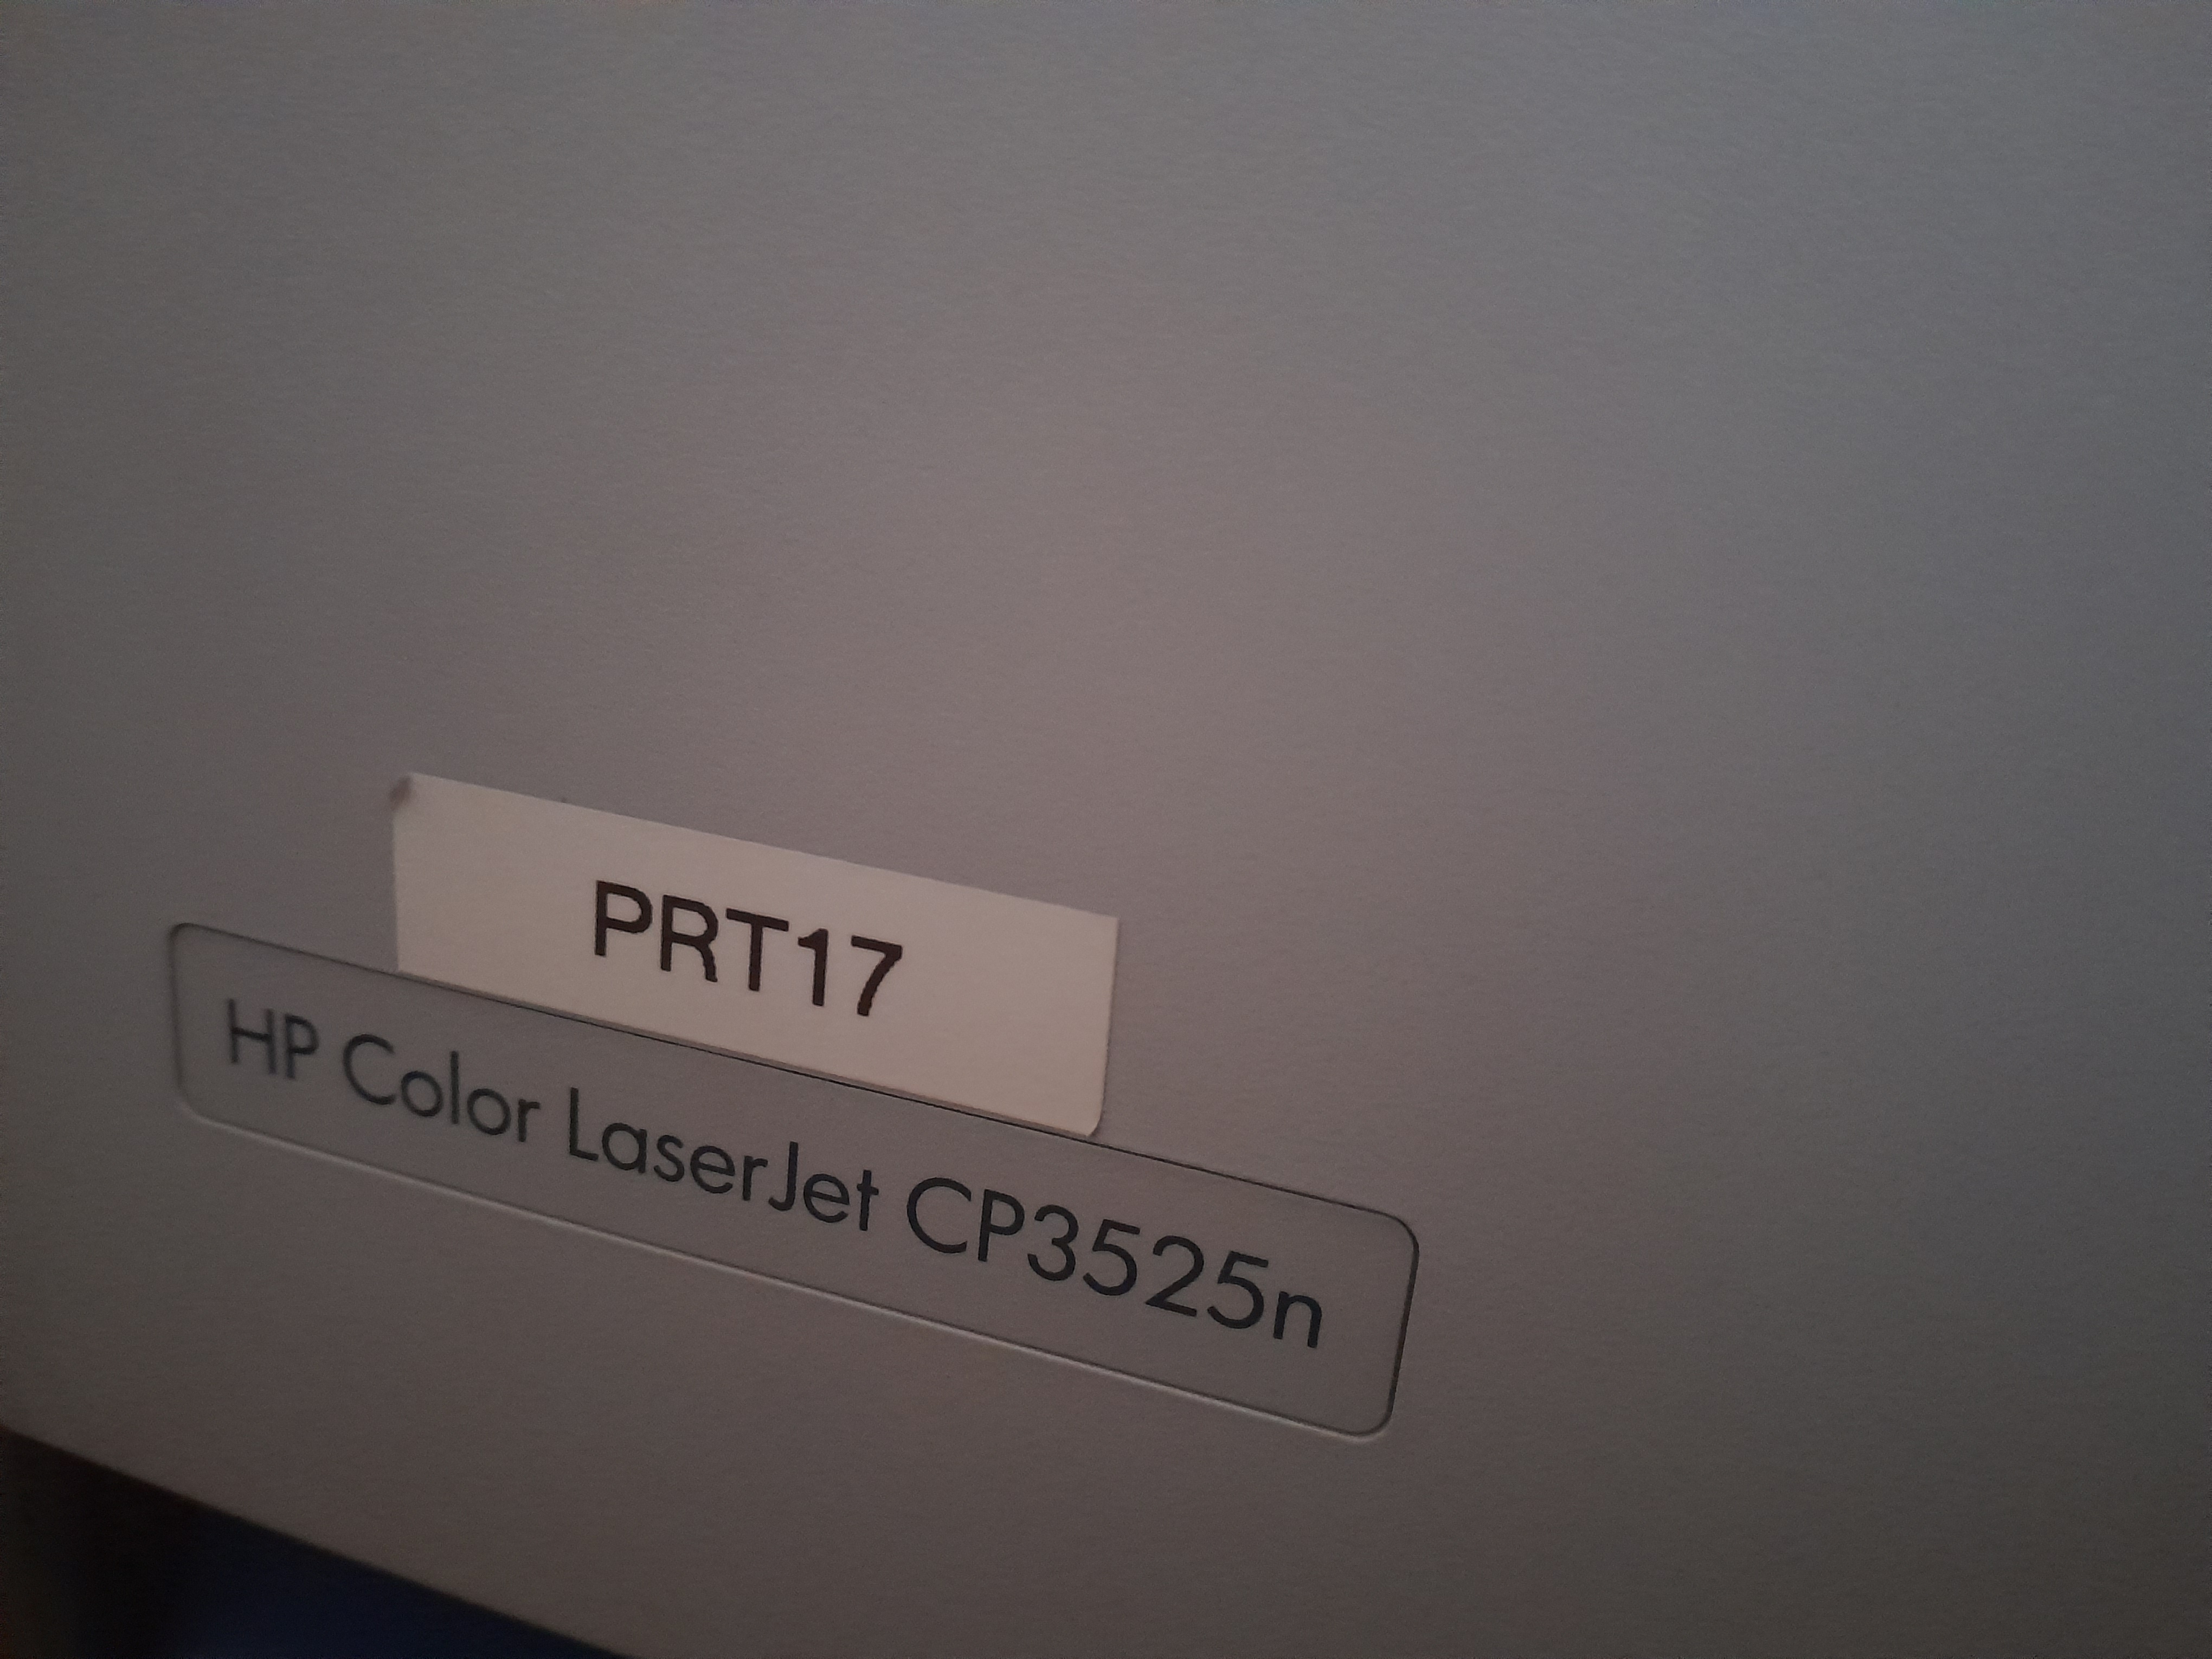 PRT17
HP Color LaserJet CP3525n